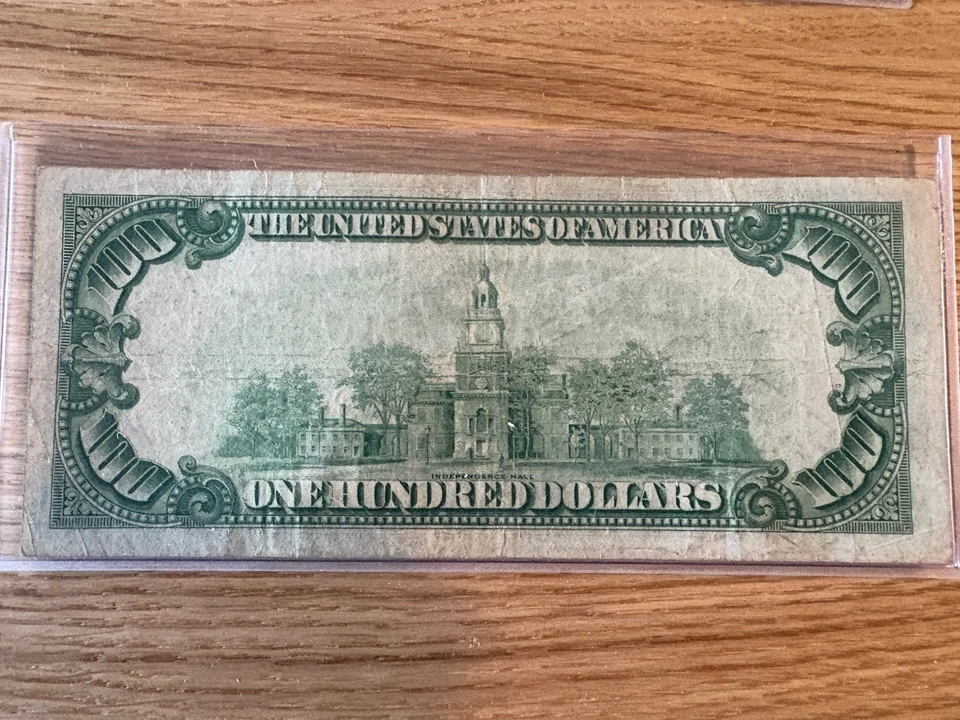 100 THE UNITED STATES OF AMERICA 100
INDEPENDENCE HALL
100 ONE HUNDRED DOLLARS 100